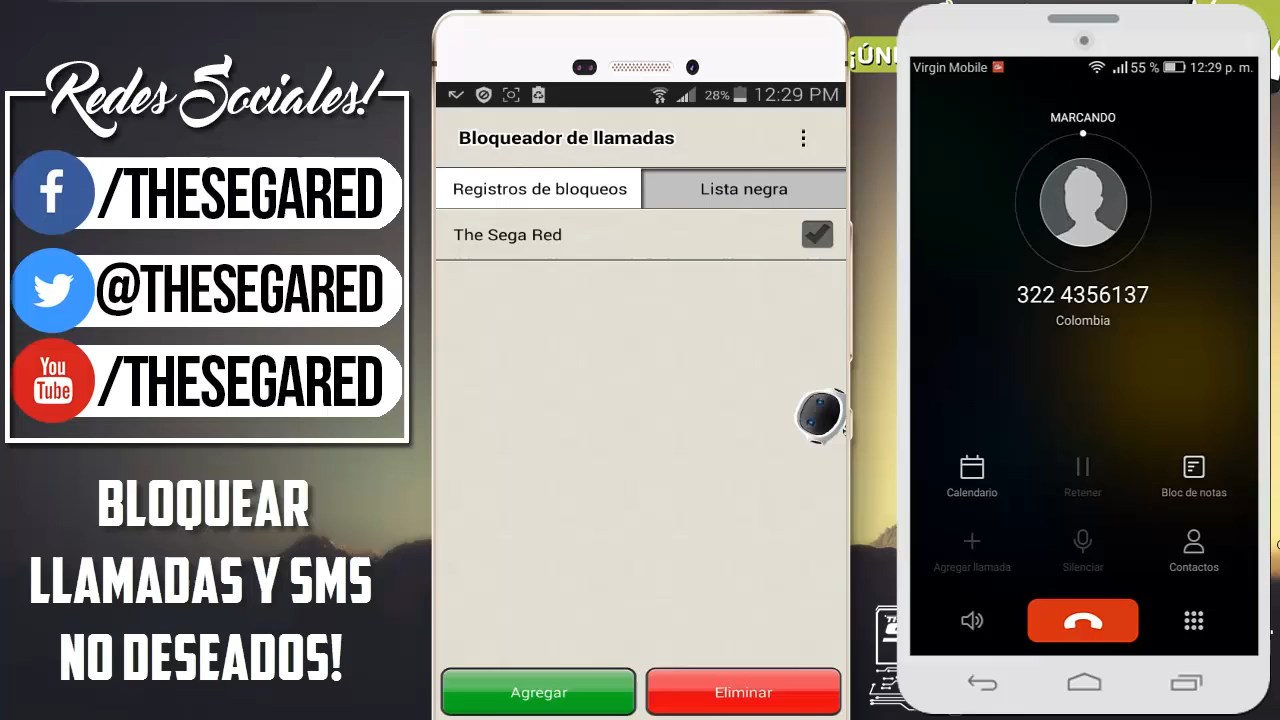 Redes Sociales!
f /THESEGARED
@THESEGARED
You
Tube /THESEGARED
BLOQUEAR
LLAMADAS Y SMS
NO DESEADOS!
28% 12:29 PM
Bloqueador de llamadas
Registros de bloqueos Lista negra
The Sega Red
Agregar Eliminar
Virgin Mobile 55 % 12:29 p. m.
MARCANDO
322 4356137
Colombia
Calendario Retener Bloc de notas
Agregar llamada Silenciar Contactos